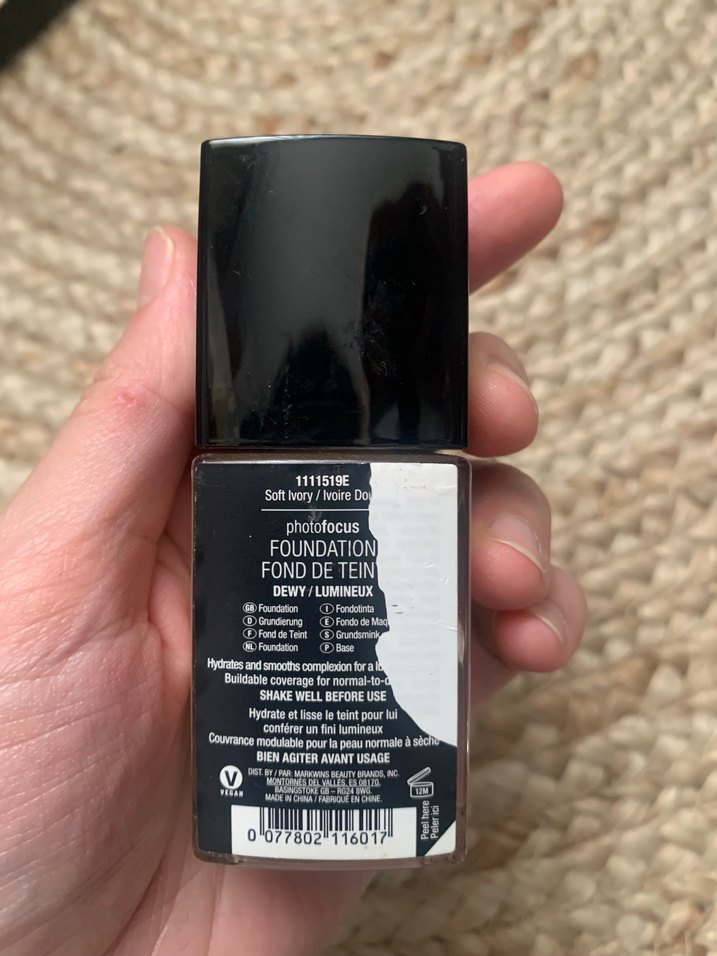 1111519E
Soft Ivory / Ivoire
photofocus
FOUNDATION
FOND DE TEIN
DEWY / LUMINEUX
GB Foundation I Fondotinta
D Grundierung E Fondo de Maq
F Fond de Teint S Grundsmink
NL Foundation P Base
Hydrates and smooths complexion for a
Buildable coverage for normal-to-
SHAKE WELL BEFORE USE
Hydrate et lisse le teint pour lui
conférer un fini lumineux
Couvrance modulable pour la peau normale à sèche
BIEN AGITER AVANT USAGE
V
VEGAN
DIST. BY / PAR: MARKWINS BEAUTY BRANDS, INC.
MONTORNÈS DEL VALLÈS, ES 08170.
BASINGSTOKE GB - RG24 8WG.
MADE IN CHINA / FABRIQUÉ EN CHINE.
12M
Peel here
Peler ici
0 077802 116017